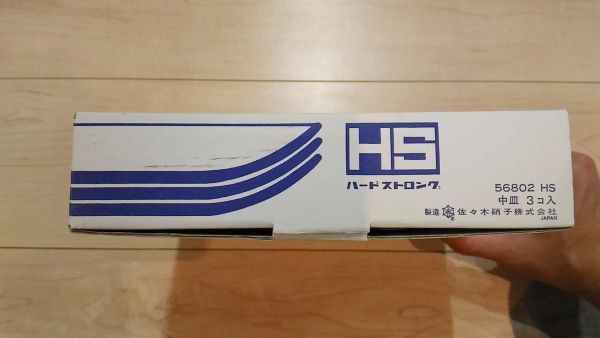 HS
ハードストロング®
56802 HS
中皿 3コ入
製造 佐々木硝子株式会社
JAPAN